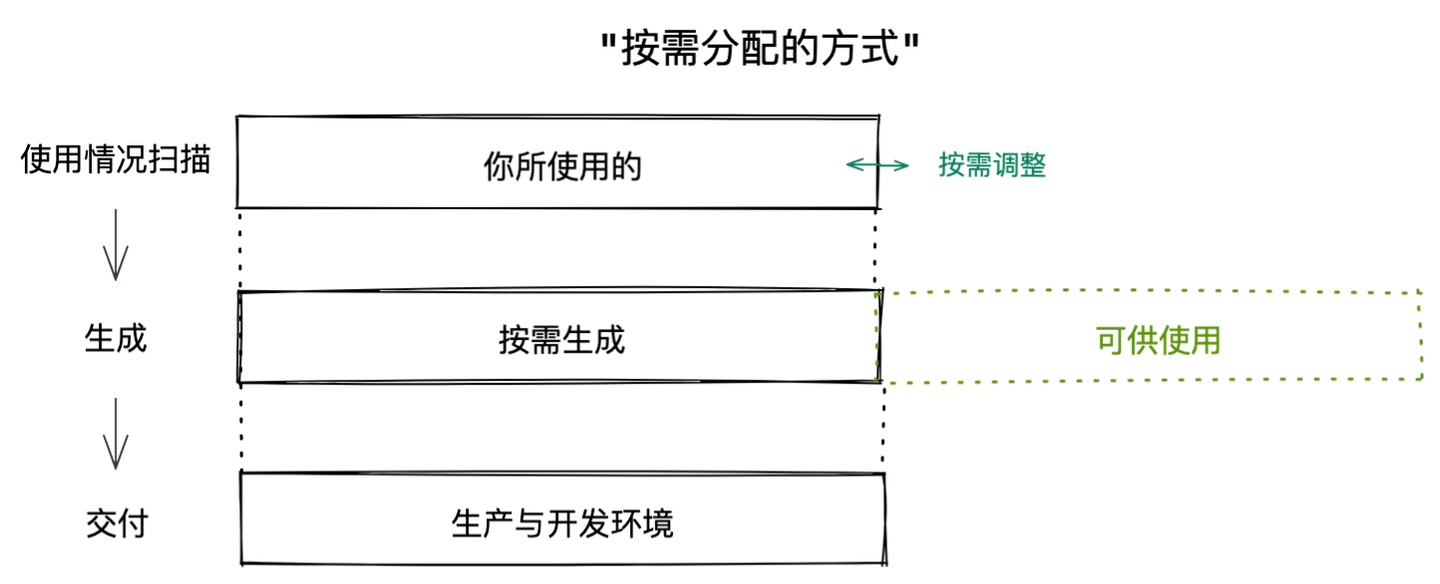 "按需分配的方式"
使用情况扫描
你所使用的
按需调整
生成
按需生成
可供使用
交付
生产与开发环境